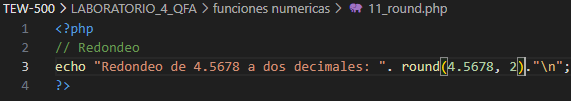 TEW-500 > LABORATORIO_4_QFA > funciones numericas > 11_round.php
1 <?php
2 // Redondeo
3 echo "Redondeo de 4.5678 a dos decimales: ". round(4.5678, 2)."\n";
4 ?>